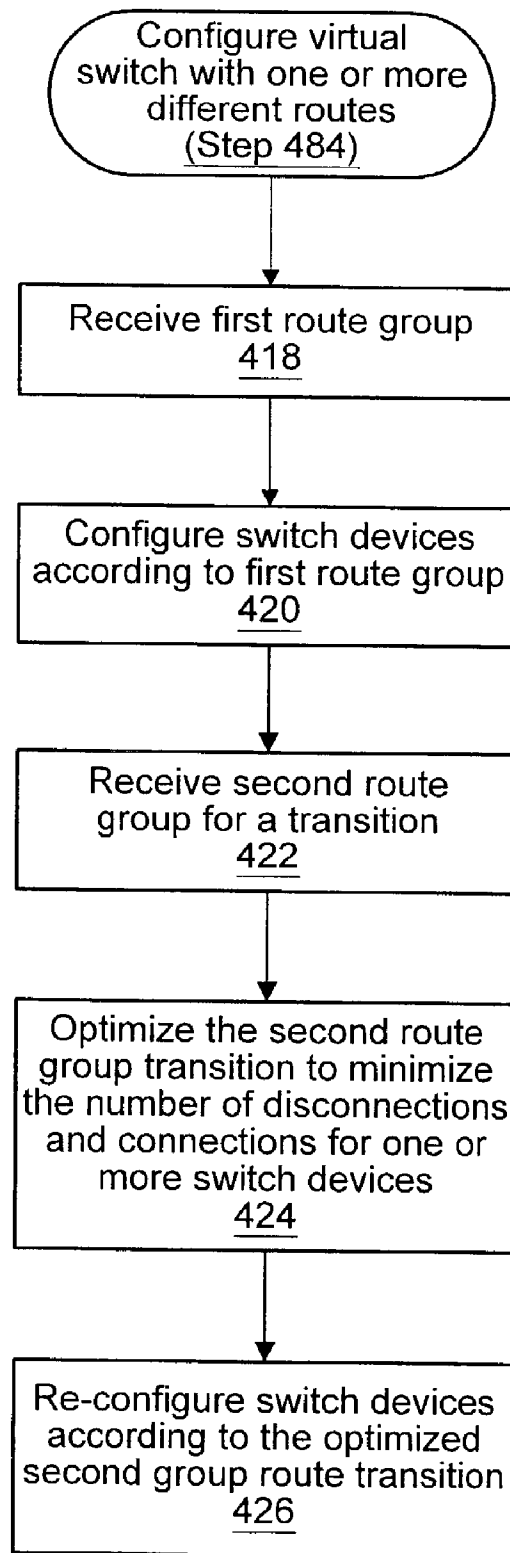 Configure virtual
switch with one or more
different routes
(Step 484)
Receive first route group
418
Configure switch devices
according to first route group
420
Receive second route
group for a transition
422
Optimize the second route
group transition to minimize
the number of disconnections
and connections for one or
more switch devices
424
Re-configure switch devices
according to the optimized
second group route transition
426